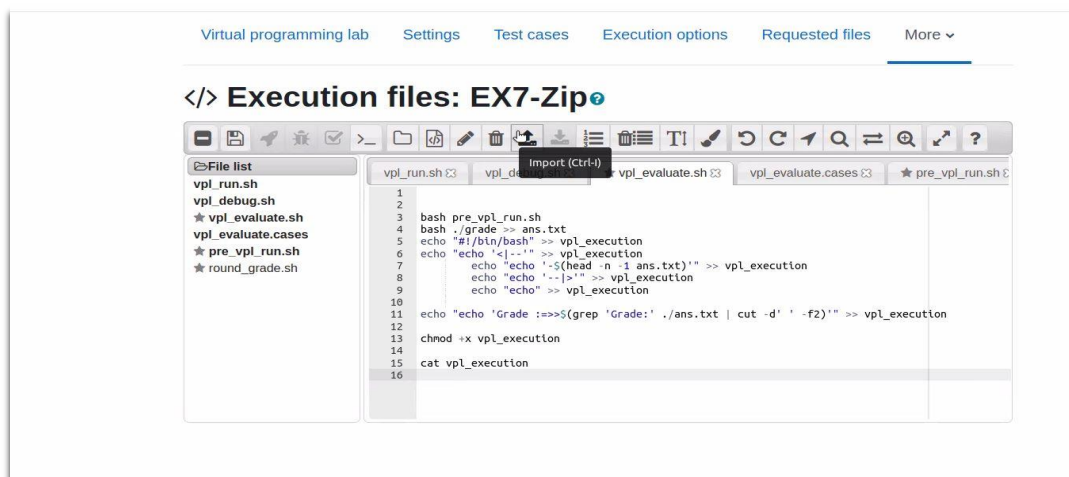 Virtual programming lab Settings Test cases Execution options Requested files More
</> Execution files: EX7-Zip
Import (Ctrl-I)
File list
vpl_run.sh
vpl_debug.sh
vpl_evaluate.sh
vpl_evaluate.cases
pre_vpl_run.sh
round_grade.sh
vpl_run.sh vpl_debug.sh vpl_evaluate.sh vpl_evaluate.cases pre_vpl_run.sh
1
2
3 bash pre_vpl_run.sh
4 bash ./grade >> ans.txt
5 echo "#!/bin/bash" >> vpl_execution
6 echo "echo '<|--'" >> vpl_execution
7 echo "echo '-$(head -n -1 ans.txt)'" >> vpl_execution
8 echo "echo '--|>'" >> vpl_execution
9 echo "echo" >> vpl_execution
10
11 echo "echo 'Grade :=>>$(grep 'Grade:' ./ans.txt | cut -d' ' -f2)'" >> vpl_execution
12
13 chmod +x vpl_execution
14
15 cat vpl_execution
16